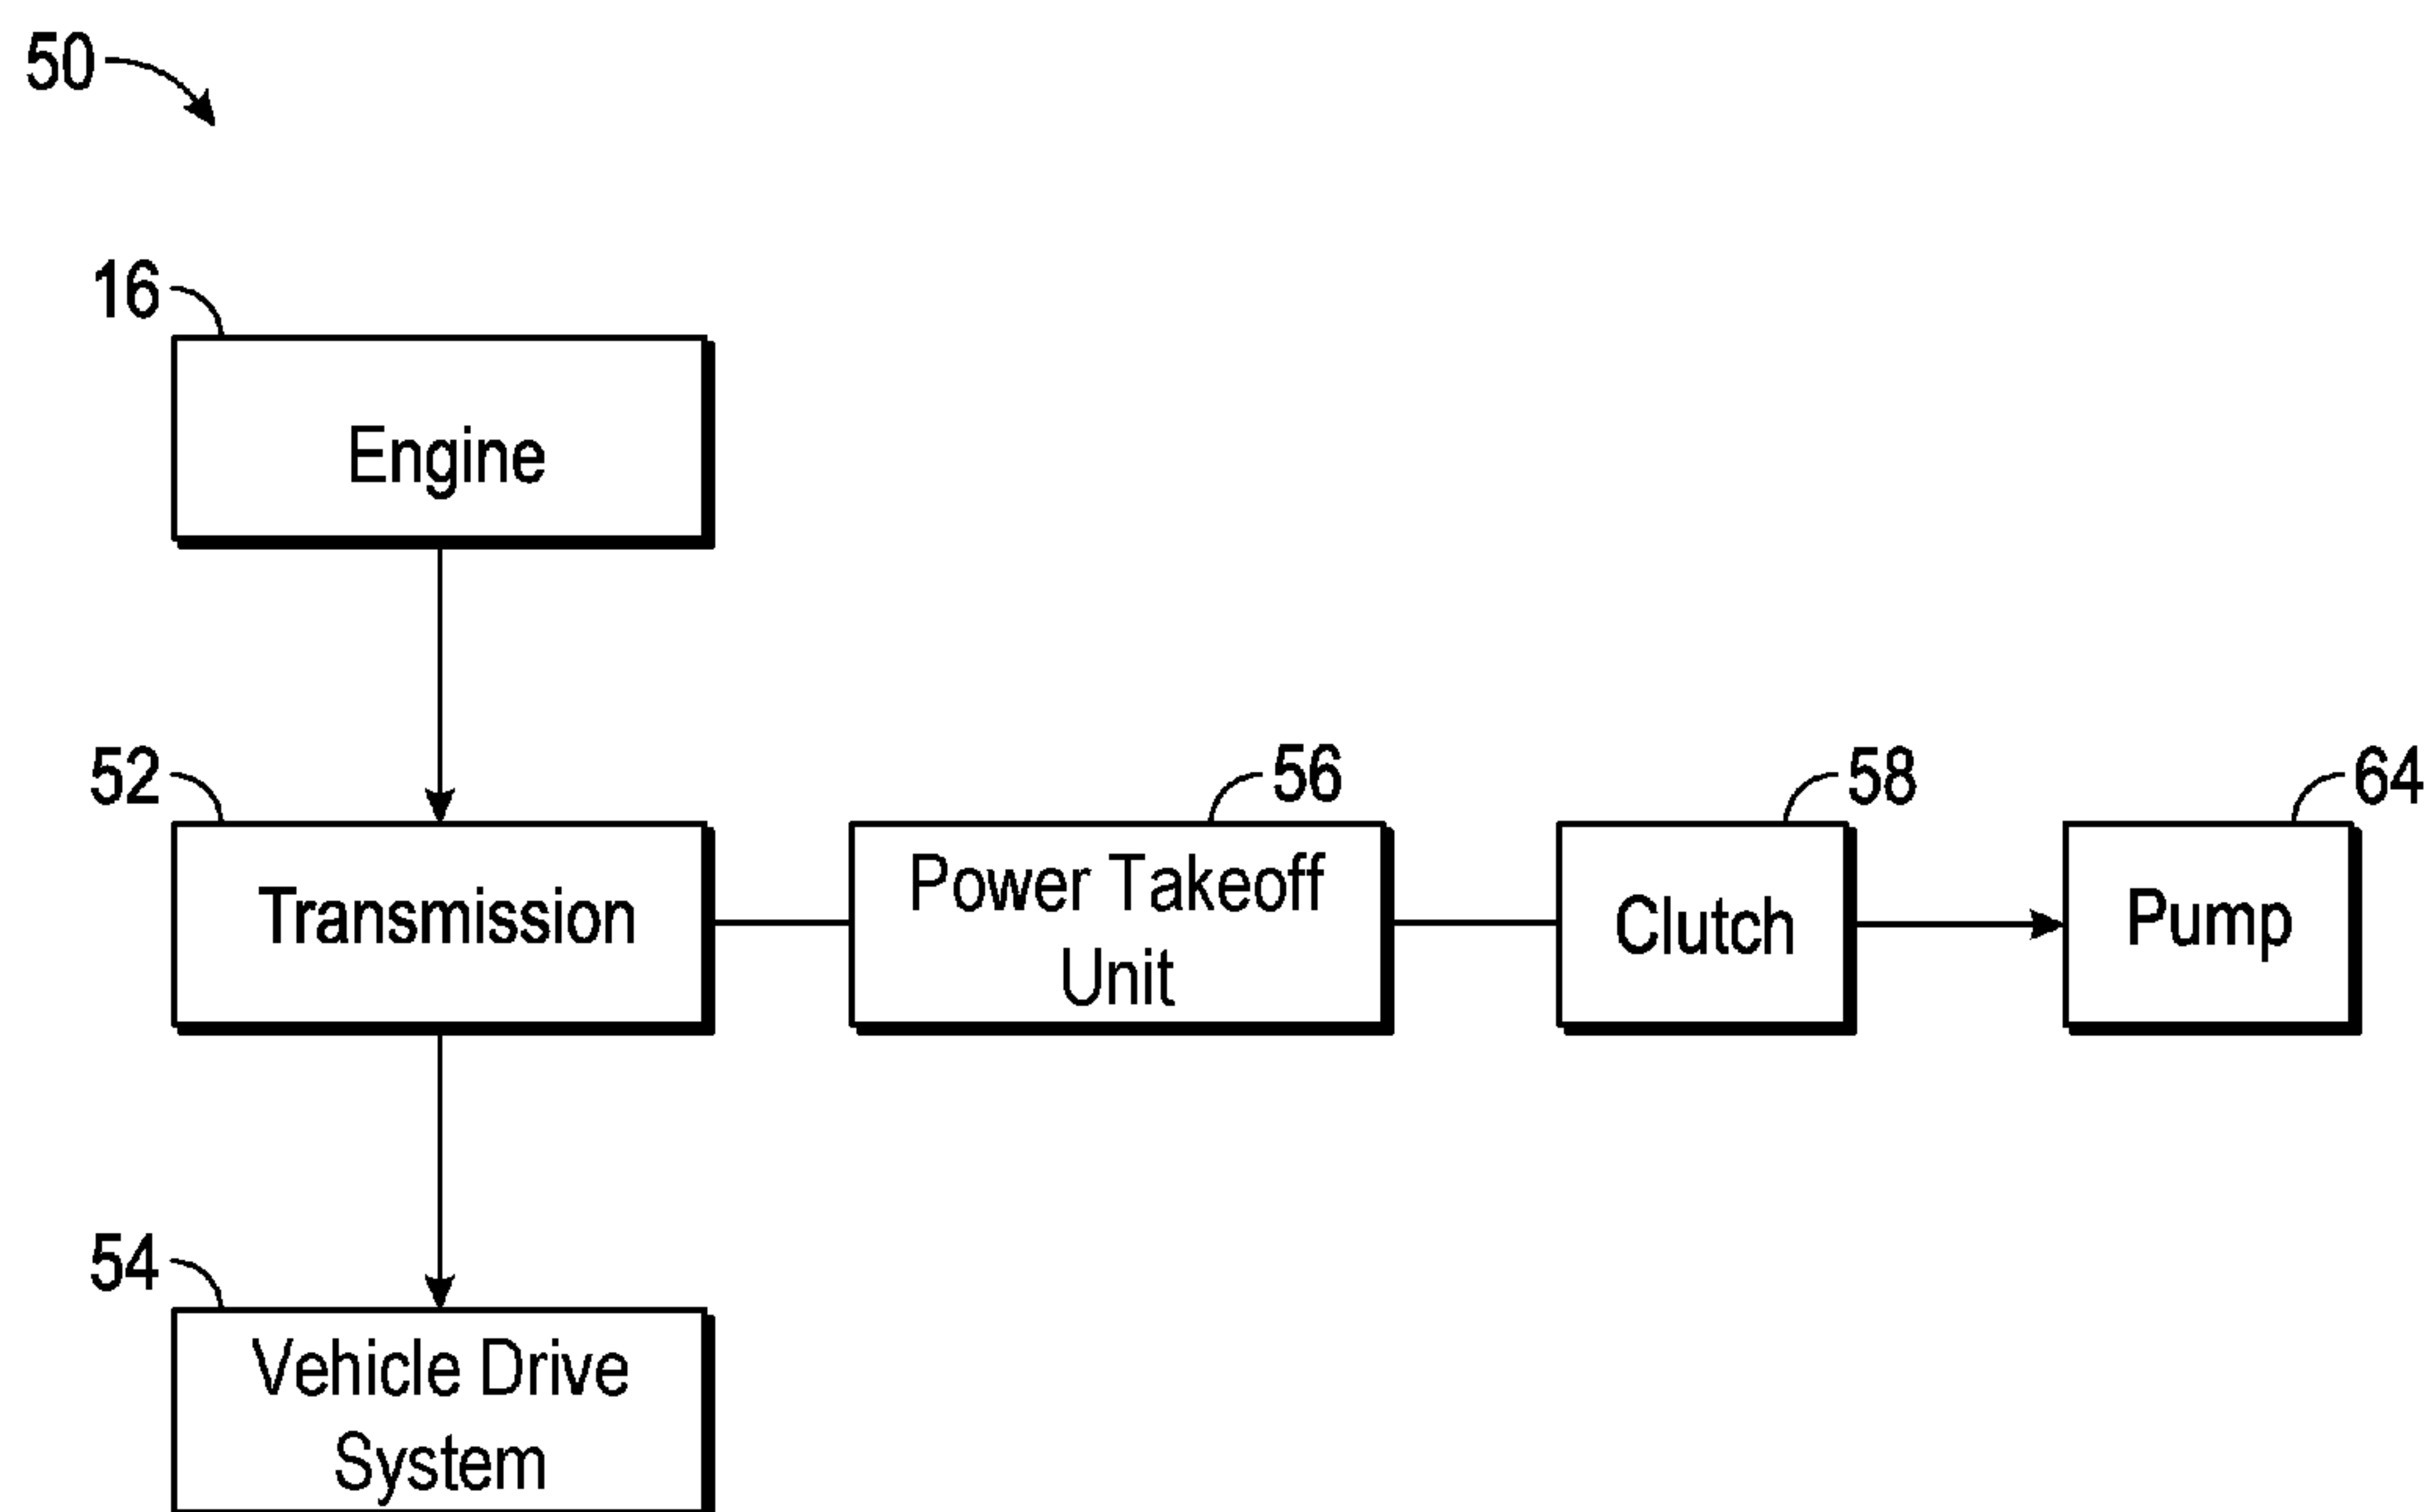 50
16
Engine
52
56
58
64
Transmission
Power Takeoff
Unit
Clutch
Pump
54
Vehicle Drive
System